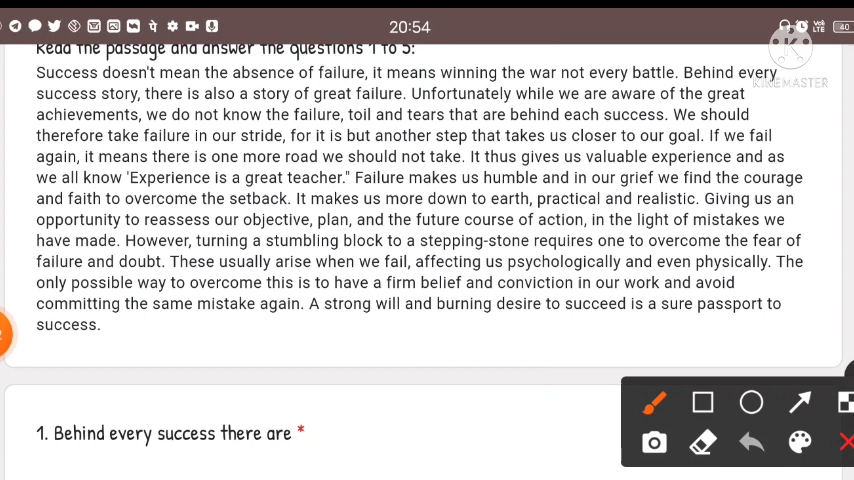 20:54
Vo) LTE
40
KINEMASTER
Read the passage and answer the questions 1 to 5:
Success doesn't mean the absence of failure, it means winning the war not every battle. Behind every
success story, there is also a story of great failure. Unfortunately while we are aware of the great
achievements, we do not know the failure, toil and tears that are behind each success. We should
therefore take failure in our stride, for it is but another step that takes us closer to our goal. If we fail
again, it means there is one more road we should not take. It thus gives us valuable experience and as
we all know 'Experience is a great teacher." Failure makes us humble and in our grief we find the courage
and faith to overcome the setback. It makes us more down to earth, practical and realistic. Giving us an
opportunity to reassess our objective, plan, and the future course of action, in the light of mistakes we
have made. However, turning a stumbling block to a stepping-stone requires one to overcome the fear of
failure and doubt. These usually arise when we fail, affecting us psychologically and even physically. The
only possible way to overcome this is to have a firm belief and conviction in our work and avoid
committing the same mistake again. A strong will and burning desire to succeed is a sure passport to
success.
1. Behind every success there are *